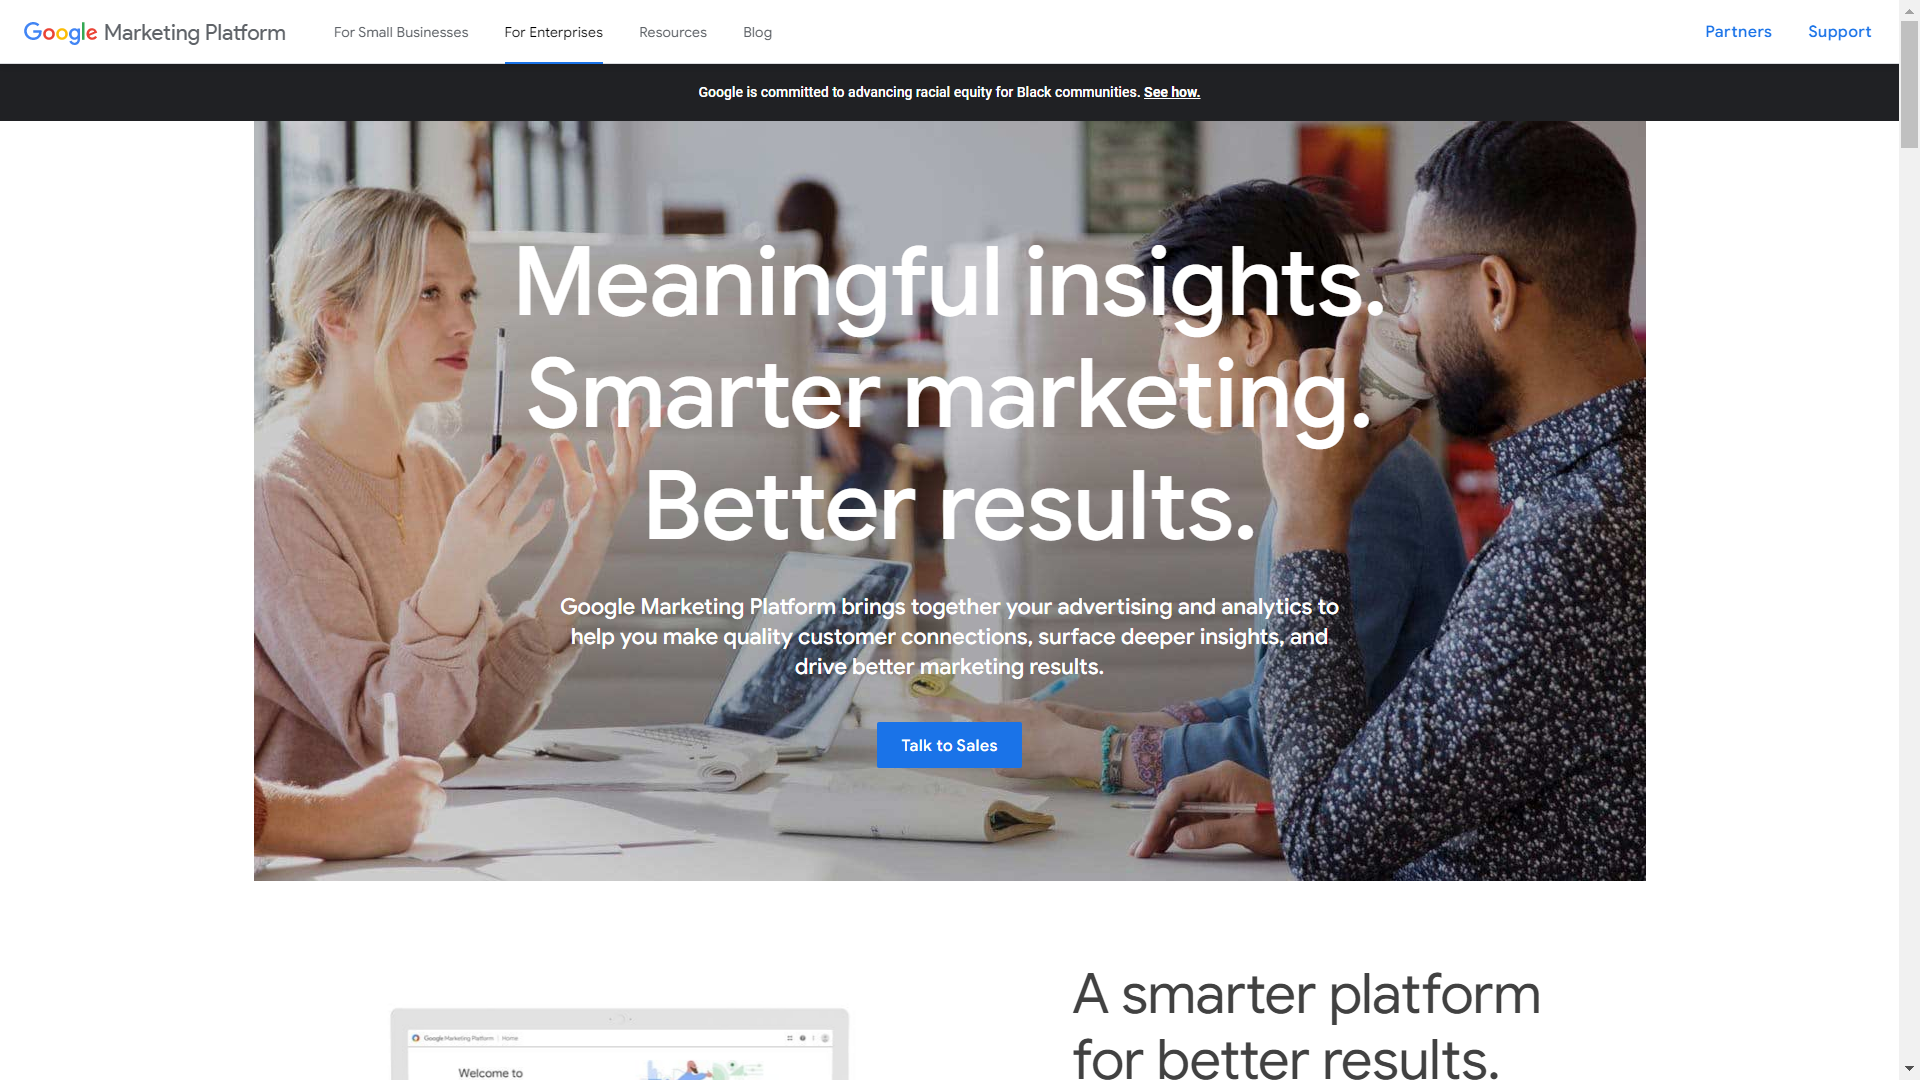 Google Marketing Platform
For Small Businesses
For Enterprises
Resources
Blog
Partners
Support
Google is committed to advancing racial equity for Black communities. See how.
Meaningful insights.
Smarter marketing.
Better results.
Google Marketing Platform brings together your advertising and analytics to
help you make quality customer connections, surface deeper insights, and
drive better marketing results.
Talk to Sales
A smarter platform
for better results.
Google Marketing Platform
Home
Welcome to